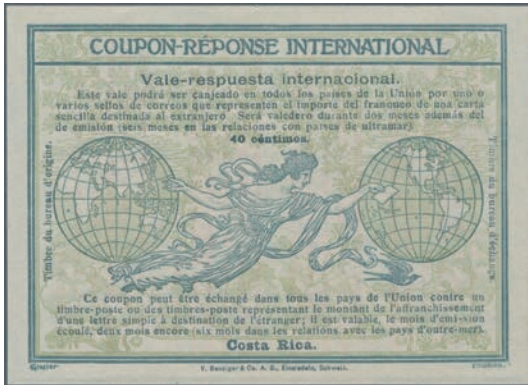 COUPON-RÉPONSE INTERNATIONAL
Vale-respuesta internacional.
Este vale podrá ser canjeado en todos los países de la Unión por uno o
varios sellos de correos que representen el importe del franqueo de una carta
sencilla destinada al extranjero. Será valedero durante dos meses además del
de emisión (seis meses en las relaciones con países de ultramar).
40 céntimos.
Timbre du bureau d'origine.
Timbre du bureau d'échange.
Ce coupon peut être échangé dans tous les pays de l'Union contre un
timbre-poste ou des timbres-poste représentant le montant de l'affranchissement
d'une lettre simple à destination de l'étranger; il est valable, le mois d'émission
écoulé, deux mois encore (six mois dans les relations avec les pays d'outre-mer).
Costa Rica.
Benziger & Co. A. G., Einsiedeln, Schweiz.